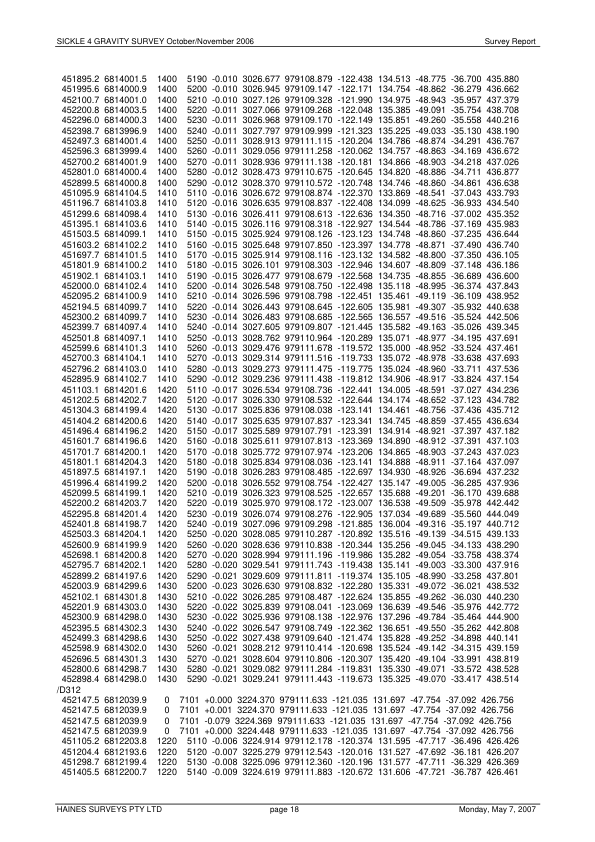 SICKLE 4 GRAVITY SURVEY October/November 2006 Survey Report
451895.2 6814001.5 1400 5190 -0.010 3026.677 979108.879 -122.438 134.513 -48.775 -36.700 435.880
451995.6 6814000.9 1400 5200 -0.010 3026.945 979109.147 -122.171 134.754 -48.862 -36.279 436.662
452100.7 6814001.0 1400 5210 -0.010 3027.126 979109.328 -121.990 134.975 -48.943 -35.957 437.379
452200.8 6814003.5 1400 5220 -0.011 3027.066 979109.268 -122.048 135.385 -49.091 -35.754 438.708
452296.0 6814000.3 1400 5230 -0.011 3026.968 979109.170 -122.149 135.851 -49.260 -35.558 440.216
452398.7 6813996.9 1400 5240 -0.011 3027.797 979109.999 -121.323 135.225 -49.033 -35.130 438.190
452497.3 6814001.4 1400 5250 -0.011 3028.913 979111.115 -120.204 134.786 -48.874 -34.291 436.767
452596.3 6813999.4 1400 5260 -0.011 3029.056 979111.258 -120.062 134.757 -48.863 -34.169 436.672
452700.2 6814001.9 1400 5270 -0.011 3028.936 979111.138 -120.181 134.866 -48.903 -34.218 437.026
452801.0 6814000.4 1400 5280 -0.012 3028.473 979110.675 -120.645 134.820 -48.886 -34.711 436.877
452899.5 6814000.8 1400 5290 -0.012 3028.370 979110.572 -120.748 134.746 -48.860 -34.861 436.638
451095.9 6814104.5 1410 5110 -0.016 3026.672 979108.874 -122.370 133.869 -48.541 -37.043 433.793
451196.7 6814103.8 1410 5120 -0.016 3026.635 979108.837 -122.408 134.099 -48.625 -36.933 434.540
451299.6 6814098.4 1410 5130 -0.016 3026.411 979108.613 -122.636 134.350 -48.716 -37.002 435.352
451395.1 6814103.6 1410 5140 -0.015 3026.116 979108.318 -122.927 134.544 -48.786 -37.169 435.983
451503.5 6814099.1 1410 5150 -0.015 3025.924 979108.126 -123.123 134.748 -48.860 -37.235 436.644
451603.2 6814102.2 1410 5160 -0.015 3025.648 979107.850 -123.397 134.778 -48.871 -37.490 436.740
451697.7 6814101.5 1410 5170 -0.015 3025.914 979108.116 -123.132 134.582 -48.800 -37.350 436.105
451801.9 6814100.2 1410 5180 -0.015 3026.101 979108.303 -122.946 134.607 -48.809 -37.148 436.186
451902.1 6814103.1 1410 5190 -0.015 3026.477 979108.679 -122.568 134.735 -48.855 -36.689 436.600
452000.0 6814102.4 1410 5200 -0.014 3026.548 979108.750 -122.498 135.118 -48.995 -36.374 437.843
452095.2 6814100.9 1410 5210 -0.014 3026.596 979108.798 -122.451 135.461 -49.119 -36.109 438.952
452194.5 6814099.7 1410 5220 -0.014 3026.443 979108.645 -122.605 135.981 -49.307 -35.932 440.638
452300.2 6814099.7 1410 5230 -0.014 3026.483 979108.685 -122.565 136.557 -49.516 -35.524 442.506
452399.7 6814097.4 1410 5240 -0.014 3027.605 979109.807 -121.445 135.582 -49.163 -35.026 439.345
452501.8 6814097.1 1410 5250 -0.013 3028.762 979110.964 -120.289 135.071 -48.977 -34.195 437.691
452599.6 6814101.3 1410 5260 -0.013 3029.476 979111.678 -119.572 135.000 -48.952 -33.524 437.461
452700.3 6814104.1 1410 5270 -0.013 3029.314 979111.516 -119.733 135.072 -48.978 -33.638 437.693
452796.2 6814103.0 1410 5280 -0.013 3029.273 979111.475 -119.775 135.024 -48.960 -33.711 437.536
452895.9 6814102.7 1410 5290 -0.012 3029.236 979111.438 -119.812 134.906 -48.917 -33.824 437.154
451103.1 6814201.6 1420 5110 -0.017 3026.534 979108.736 -122.441 134.005 -48.591 -37.027 434.236
451202.5 6814202.7 1420 5120 -0.017 3026.330 979108.532 -122.644 134.174 -48.652 -37.123 434.782
451304.3 6814199.4 1420 5130 -0.017 3025.836 979108.038 -123.141 134.461 -48.756 -37.436 435.712
451404.2 6814200.6 1420 5140 -0.017 3025.635 979107.837 -123.341 134.745 -48.859 -37.455 436.634
451496.4 6814196.2 1420 5150 -0.017 3025.589 979107.791 -123.391 134.914 -48.921 -37.397 437.182
451601.7 6814196.6 1420 5160 -0.018 3025.611 979107.813 -123.369 134.890 -48.912 -37.391 437.103
451701.7 6814200.1 1420 5170 -0.018 3025.772 979107.974 -123.206 134.865 -48.903 -37.243 437.023
451801.1 6814204.3 1420 5180 -0.018 3025.834 979108.036 -123.141 134.888 -48.911 -37.164 437.097
451897.5 6814197.1 1420 5190 -0.018 3026.283 979108.485 -122.697 134.930 -48.926 -36.694 437.232
451996.4 6814199.2 1420 5200 -0.018 3026.552 979108.754 -122.427 135.147 -49.005 -36.285 437.936
452099.5 6814199.1 1420 5210 -0.019 3026.323 979108.525 -122.657 135.688 -49.201 -36.170 439.688
452200.2 6814203.7 1420 5220 -0.019 3025.970 979108.172 -123.007 136.538 -49.509 -35.978 442.442
452295.8 6814201.4 1420 5230 -0.019 3026.074 979108.276 -122.905 137.034 -49.689 -35.560 444.049
452401.8 6814198.7 1420 5240 -0.019 3027.096 979109.298 -121.885 136.004 -49.316 -35.197 440.712
452503.3 6814204.1 1420 5250 -0.020 3028.085 979110.287 -120.892 135.516 -49.139 -34.515 439.133
452600.9 6814199.9 1420 5260 -0.020 3028.636 979110.838 -120.344 135.256 -49.045 -34.133 438.290
452698.1 6814200.8 1420 5270 -0.020 3028.994 979111.196 -119.986 135.282 -49.054 -33.758 438.374
452795.7 6814202.1 1420 5280 -0.020 3029.541 979111.743 -119.438 135.141 -49.003 -33.300 437.916
452899.2 6814197.6 1420 5290 -0.021 3029.609 979111.811 -119.374 135.105 -48.990 -33.258 437.801
452003.9 6814299.6 1430 5200 -0.023 3026.630 979108.832 -122.280 135.331 -49.072 -36.021 438.532
452102.1 6814301.8 1430 5210 -0.022 3026.285 979108.487 -122.624 135.855 -49.262 -36.030 440.230
452201.9 6814303.0 1430 5220 -0.022 3025.839 979108.041 -123.069 136.639 -49.546 -35.976 442.772
452300.9 6814298.0 1430 5230 -0.022 3025.936 979108.138 -122.976 137.296 -49.784 -35.464 444.900
452395.5 6814302.3 1430 5240 -0.022 3026.547 979108.749 -122.362 136.651 -49.550 -35.262 442.808
452499.3 6814298.6 1430 5250 -0.022 3027.438 979109.640 -121.474 135.828 -49.252 -34.898 440.141
452598.9 6814302.0 1430 5260 -0.021 3028.212 979110.414 -120.698 135.524 -49.142 -34.315 439.159
452696.5 6814301.3 1430 5270 -0.021 3028.604 979110.806 -120.307 135.420 -49.104 -33.991 438.819
452800.6 6814298.7 1430 5280 -0.021 3029.082 979111.284 -119.831 135.330 -49.071 -33.572 438.528
452898.4 6814298.0 1430 5290 -0.021 3029.241 979111.443 -119.673 135.325 -49.070 -33.417 438.514
/D312
452147.5 6812039.9 0 7101 +0.000 3224.370 979111.633 -121.035 131.697 -47.754 -37.092 426.756
452147.5 6812039.9 0 7101 +0.001 3224.370 979111.633 -121.035 131.697 -47.754 -37.092 426.756
452147.5 6812039.9 0 7101 -0.079 3224.369 979111.633 -121.035 131.697 -47.754 -37.092 426.756
452147.5 6812039.9 0 7101 +0.000 3224.448 979111.633 -121.035 131.697 -47.754 -37.092 426.756
451105.2 6812203.8 1220 5110 -0.006 3224.914 979112.178 -120.374 131.595 -47.717 -36.496 426.426
451204.4 6812193.6 1220 5120 -0.007 3225.279 979112.543 -120.016 131.527 -47.692 -36.181 426.207
451298.7 6812199.4 1220 5130 -0.008 3225.096 979112.360 -120.196 131.577 -47.711 -36.329 426.369
451405.5 6812200.7 1220 5140 -0.009 3224.619 979111.883 -120.672 131.606 -47.721 -36.787 426.461
HAINES SURVEYS PTY LTD page 18 Monday, May 7, 2007